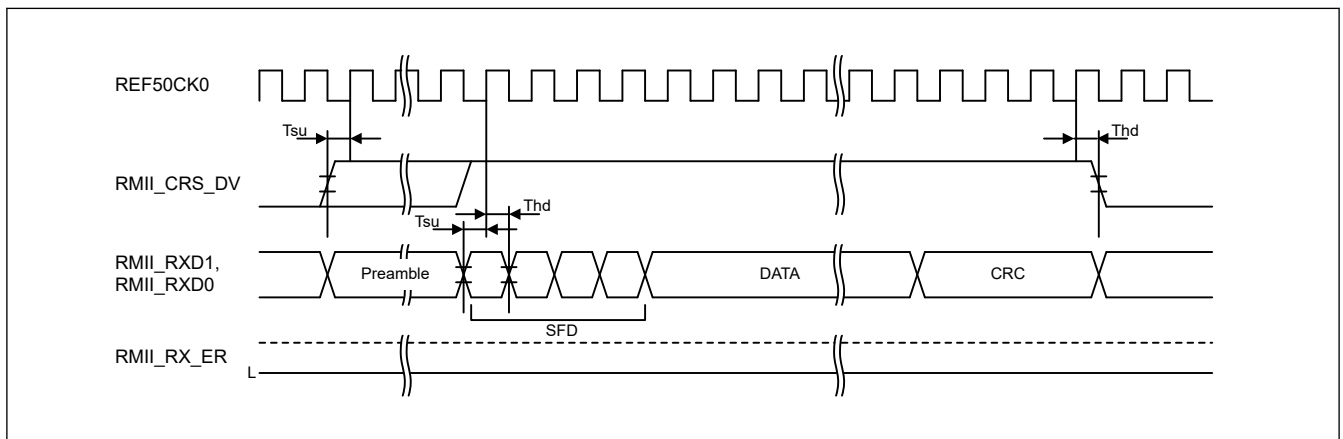 REF50CK0
Tsu
Thd
RMII_CRS_DV
Tsu
Thd
RMII_RXD1,
RMII_RXD0
Preamble
DATA
CRC
SFD
RMII_RX_ER
L